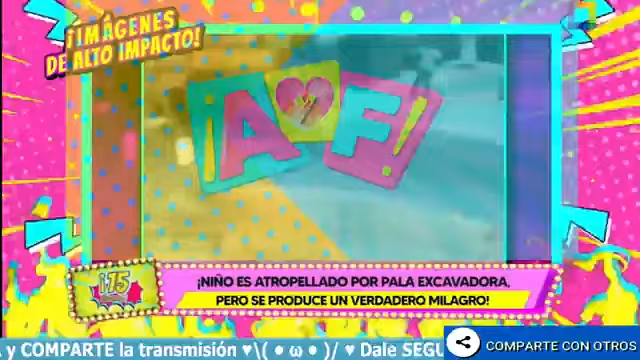 ¡IMÁGENES
DE ALTO IMPACTO!
¡A F!
¡15
¡NIÑO ES ATROPELLADO POR PALA EXCAVADORA,
PERO SE PRODUCE UN VERDADERO MILAGRO!
y COMPARTE la transmisión ♥\(●ω●)/ ♥ Dale SEGU
COMPARTE CON OTROS